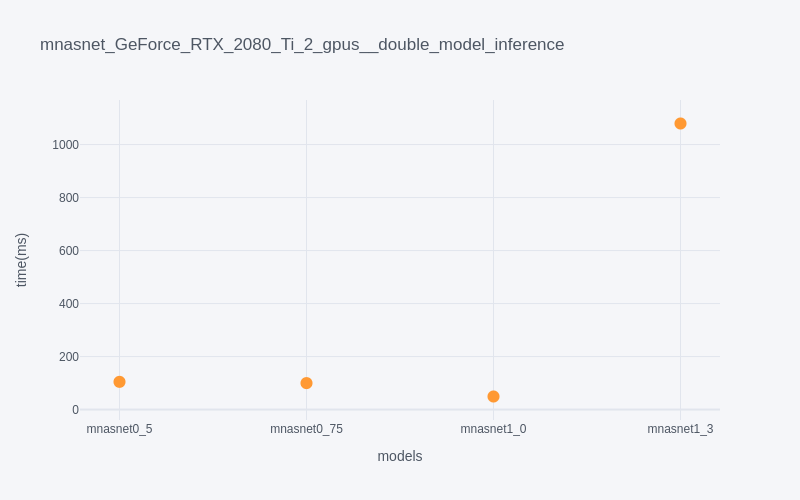 mnasnet_GeForce_RTX_2080_Ti_2_gpus__double_model_inference
1000
800
600
400
200
0
time(ms)
mnasnet0_5
mnasnet0_75
mnasnet1_0
mnasnet1_3
models